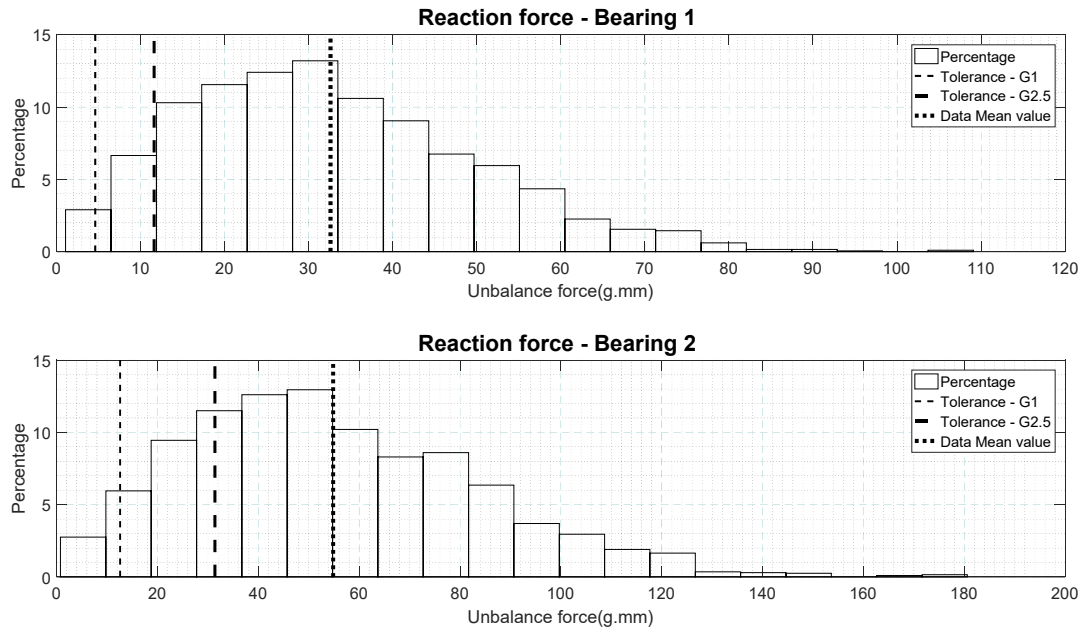 Reaction force - Bearing 1
15
10
5
0
Percentage
Percentage
Tolerance - G1
Tolerance - G2.5
Data Mean value
0 10 20 30 40 50 60 70 80 90 100 110 120
Unbalance force(g.mm)
Reaction force - Bearing 2
15
10
5
0
Percentage
Percentage
Tolerance - G1
Tolerance - G2.5
Data Mean value
0 20 40 60 80 100 120 140 160 180 200
Unbalance force(g.mm)